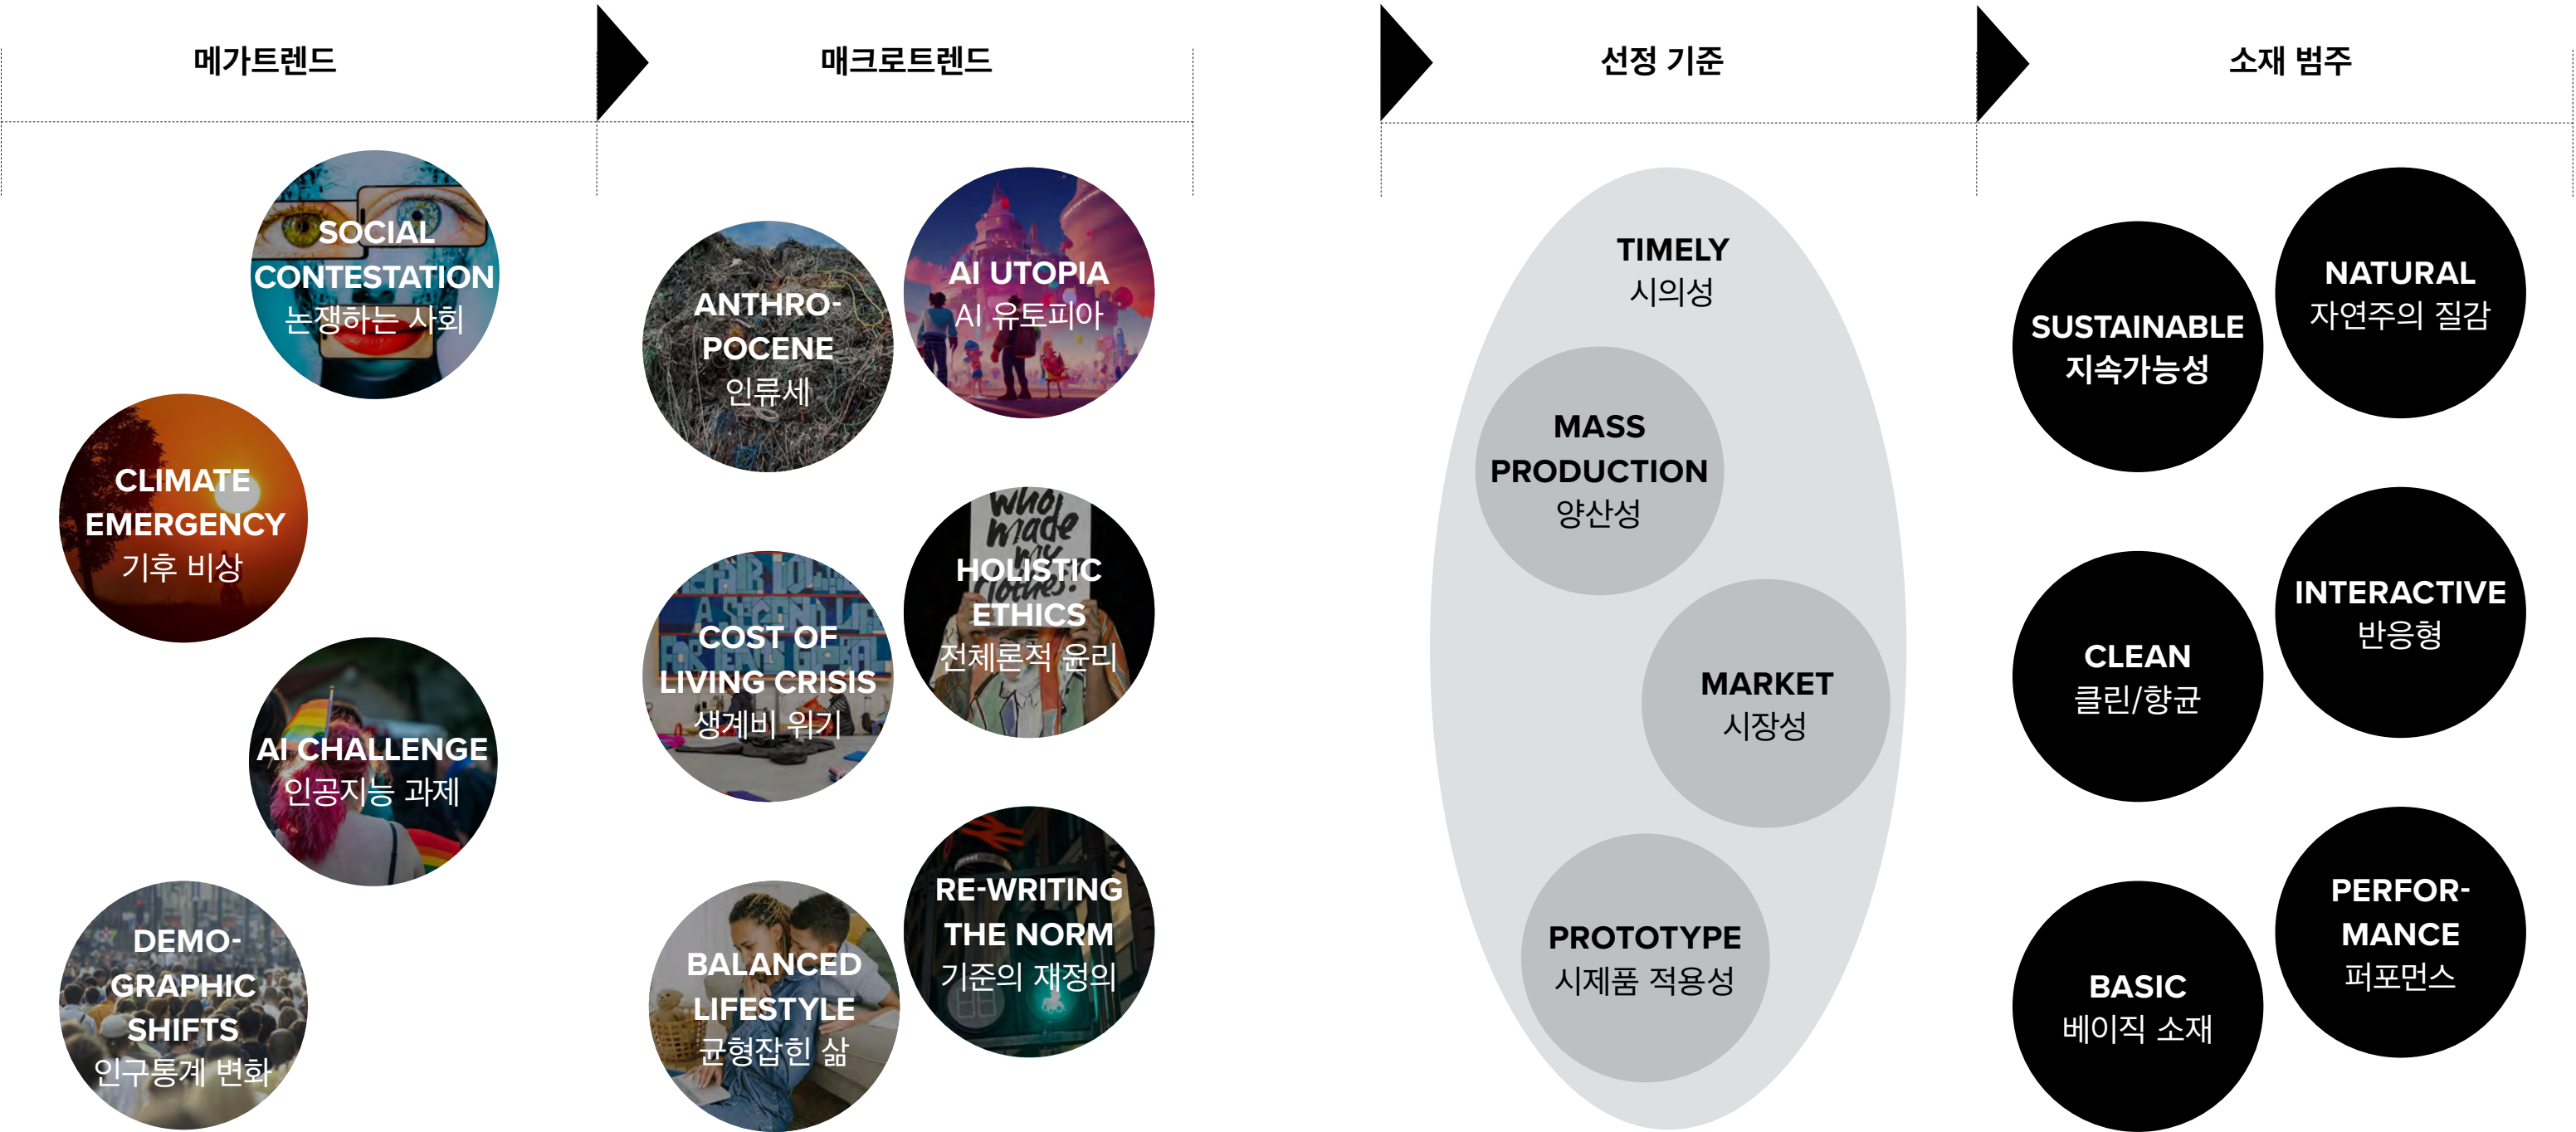 메가트렌드
매크로트렌드
선정 기준
소재 범주
SOCIAL
CONTESTATION
논쟁하는 사회
CLIMATE
EMERGENCY
기후 비상
AI CHALLENGE
인공지능 과제
DEMO-
GRAPHIC
SHIFTS
인구통계 변화
ANTHRO-
POCENE
인류세
AI UTOPIA
AI 유토피아
COST OF
LIVING CRISIS
생계비 위기
who
made
my
clothes?
HOLISTIC
ETHICS
전체론적 윤리
BALANCED
LIFESTYLE
균형잡힌 삶
RE-WRITING
THE NORM
기준의 재정의
TIMELY
시의성
MASS
PRODUCTION
양산성
MARKET
시장성
PROTOTYPE
시제품 적용성
SUSTAINABLE
지속가능성
NATURAL
자연주의 질감
CLEAN
클린/향균
INTERACTIVE
반응형
BASIC
베이직 소재
PERFOR-
MANCE
퍼포먼스